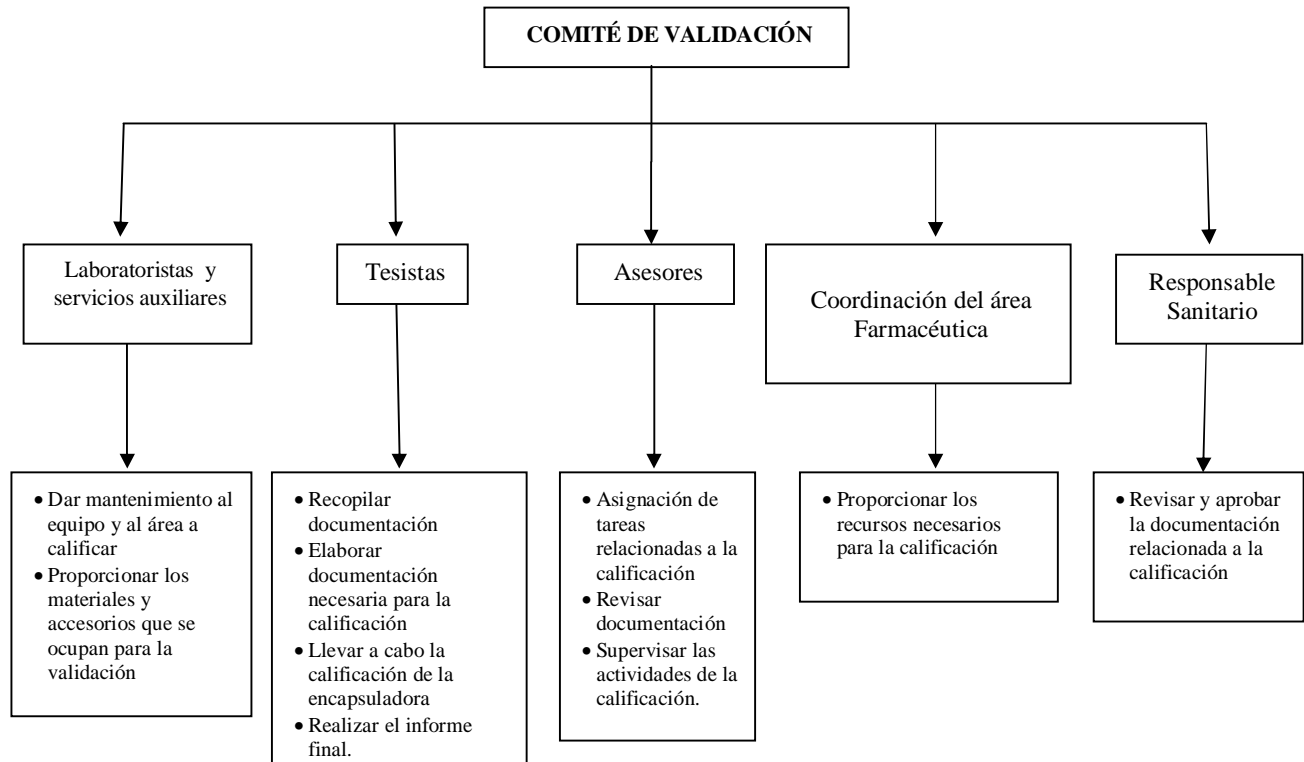 COMITÉ DE VALIDACIÓN
Laboratoristas y
servicios auxiliares
Tesistas
Asesores
Coordinación del área
Farmacéutica
Responsable
Sanitario
• Dar mantenimiento al
equipo y al área a
calificar
• Proporcionar los
materiales y
accesorios que se
ocupan para la
validación
• Recopilar
documentación
• Elaborar
documentación
necesaria para la
calificación
• Llevar a cabo la
calificación de la
encapsuladora
• Realizar el informe
final.
• Asignación de
tareas
relacionadas a la
calificación
• Revisar
documentación
• Supervisar las
actividades de la
calificación.
• Proporcionar los
recursos necesarios
para la calificación
• Revisar y aprobar
la documentación
relacionada a la
calificación